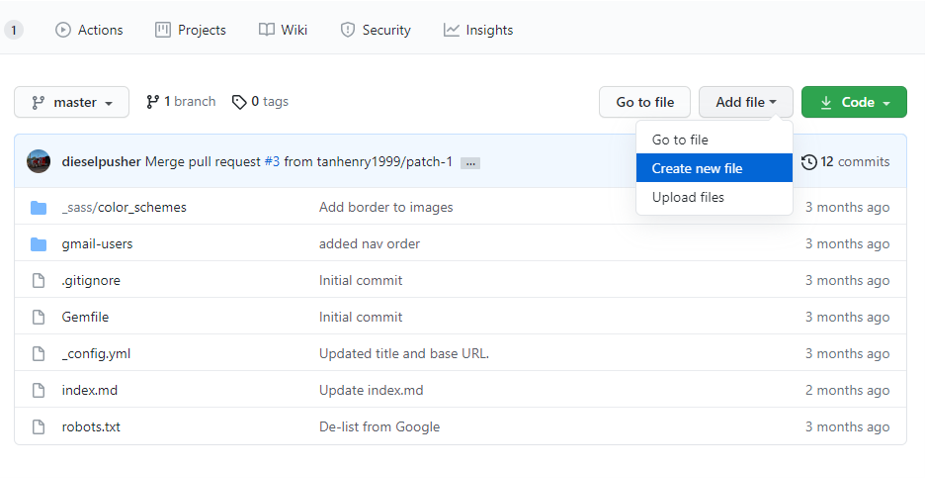 1 Actions Projects Wiki Security Insights
master 1 branch 0 tags Go to file Add file Code
Go to file
dieselpusher Merge pull request #3 from tanhenry1999/patch-1 ... 12 commits
Create new file
Upload files
_sass/color_schemes Add border to images 3 months ago
gmail-users added nav order 3 months ago
.gitignore Initial commit 3 months ago
Gemfile Initial commit 3 months ago
_config.yml Updated title and base URL. 3 months ago
index.md Update index.md 2 months ago
robots.txt De-list from Google 3 months ago